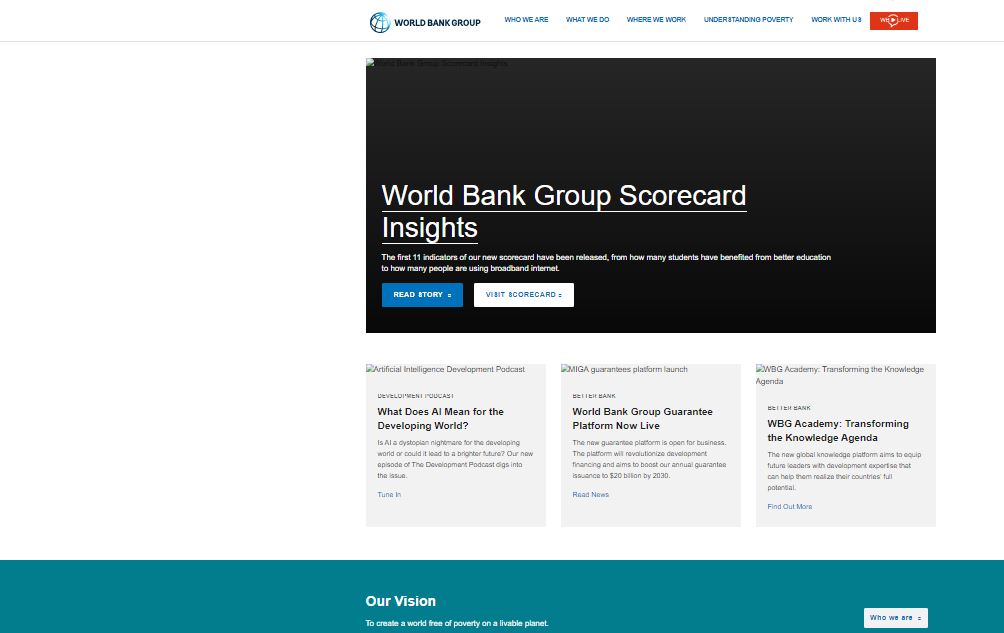 WORLD BANK GROUP
WHO WE ARE
WHAT WE DO
WHERE WE WORK
UNDERSTANDING POVERTY
WORK WITH US
World Bank Group Scorecard Insights
World Bank Group Scorecard
Insights
The first 11 indicators of our new scorecard have been released, from how many students have benefited from better education
to how many people are using broadband internet.
READ STORY
VISIT SCORECARD
Artificial Intelligence Development Podcast
DEVELOPMENT PODCAST
What Does AI Mean for the
Developing World?
Is AI a dystopian nightmare for the developing
world or could it lead to a brighter future? Our new
episode of The Development Podcast digs into
the issue.
Tune In
MIGA guarantees platform launch
BETTER BANK
World Bank Group Guarantee
Platform Now Live
The new guarantee platform is open for business.
The platform will revolutionize development
financing and aims to boost our annual guarantee
issuance to $20 billion by 2030.
Read News
WBG Academy: Transforming the Knowledge
Agenda
BETTER BANK
WBG Academy: Transforming
the Knowledge Agenda
The new global knowledge platform aims to equip
future leaders with development expertise that
can help them realize their countries' full
potential.
Find Out More
Our Vision
To create a world free of poverty on a livable planet.
Who we are